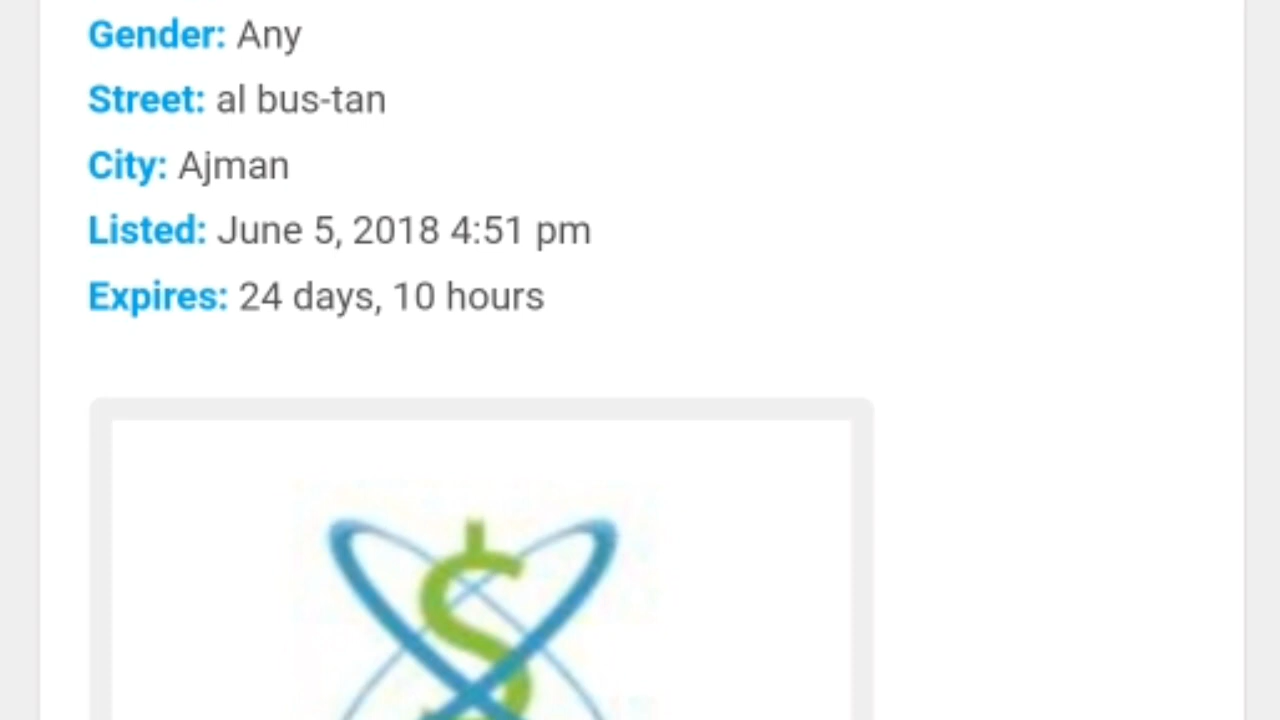 Gender: Any
Street: al bus-tan
City: Ajman
Listed: June 5, 2018 4:51 pm
Expires: 24 days, 10 hours
$